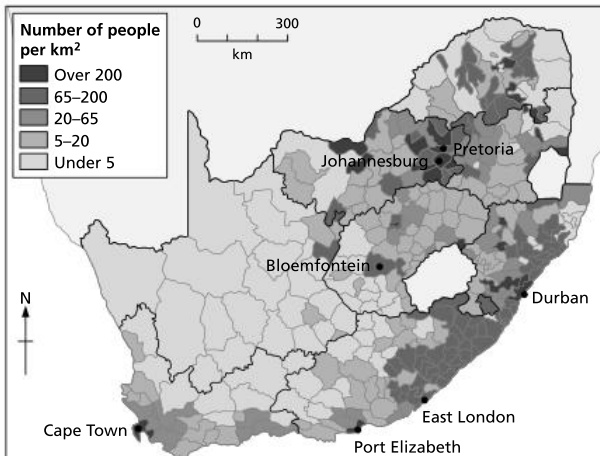 Number of people
per km²
Over 200
65–200
20–65
5–20
Under 5
0 300
km
Pretoria
Johannesburg
Bloemfontein
Durban
N
East London
Cape Town
Port Elizabeth